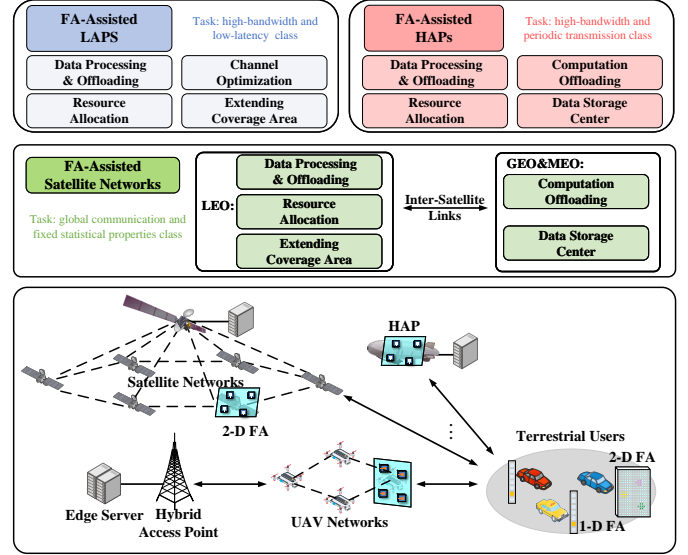 FA-Assisted
LAPS
Task: high-bandwidth and
low-latency class
Data Processing
& Offloading
Channel
Optimization
Resource
Allocation
Extending
Coverage Area
FA-Assisted
HAPs
Task: high-bandwidth and
periodic transmission class
Data Processing
& Offloading
Computation
Offloading
Resource
Allocation
Data Storage
Center
FA-Assisted
Satellite Networks
Task: global communication and
fixed statistical properties class
LEO:
Data Processing
& Offloading
Resource
Allocation
Extending
Coverage Area
Inter-Satellite
Links
GEO&MEO:
Computation
Offloading
Data Storage
Center
HAP
Satellite Networks
2-D FA
⋮
Terrestrial Users
2-D FA
1-D FA
Edge Server
Hybrid
Access Point
UAV Networks